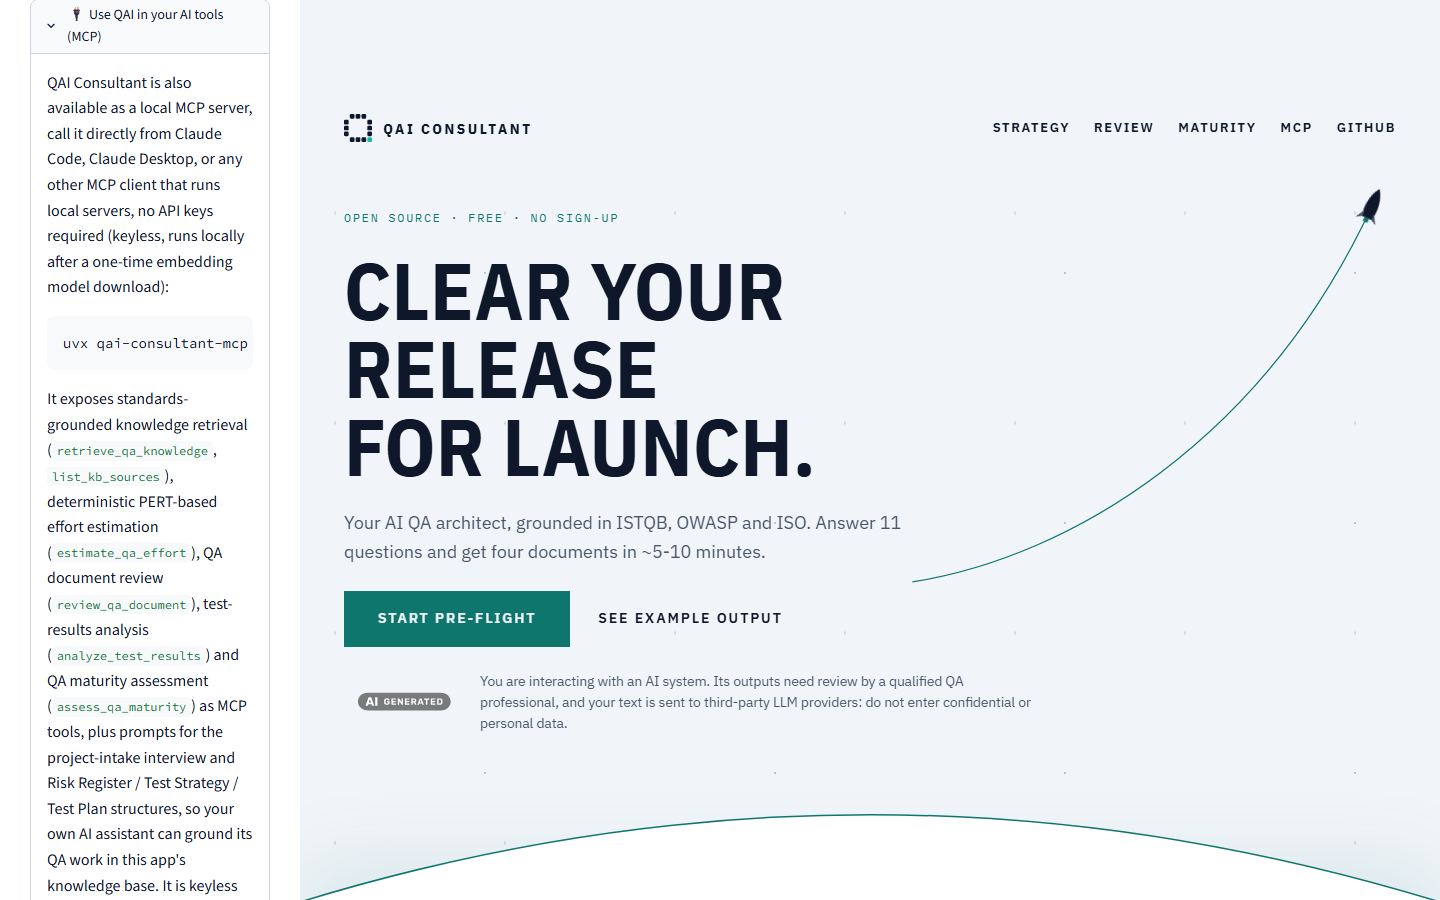 Use QAI in your AI tools
(MCP)
QAI Consultant is also
available as a local MCP server,
call it directly from Claude
Code, Claude Desktop, or any
other MCP client that runs
local servers, no API keys
required (keyless, runs locally
after a one-time embedding
model download):
uvx qai-consultant-mcp
It exposes standards-
grounded knowledge retrieval
( retrieve_qa_knowledge ,
list_kb_sources ),
deterministic PERT-based
effort estimation
( estimate_qa_effort ), QA
document review
( review_qa_document ), test-
results analysis
( analyze_test_results ) and
QA maturity assessment
( assess_qa_maturity ) as MCP
tools, plus prompts for the
project-intake interview and
Risk Register / Test Strategy /
Test Plan structures, so your
own AI assistant can ground its
QA work in this app's
knowledge base. It is keyless
QAI CONSULTANT
STRATEGY REVIEW MATURITY MCP GITHUB
OPEN SOURCE · FREE · NO SIGN-UP
CLEAR YOUR
RELEASE
FOR LAUNCH.
Your AI QA architect, grounded in ISTQB, OWASP and ISO. Answer 11
questions and get four documents in ~5-10 minutes.
START PRE-FLIGHT
SEE EXAMPLE OUTPUT
AI GENERATED
You are interacting with an AI system. Its outputs need review by a qualified QA
professional, and your text is sent to third-party LLM providers: do not enter confidential or
personal data.